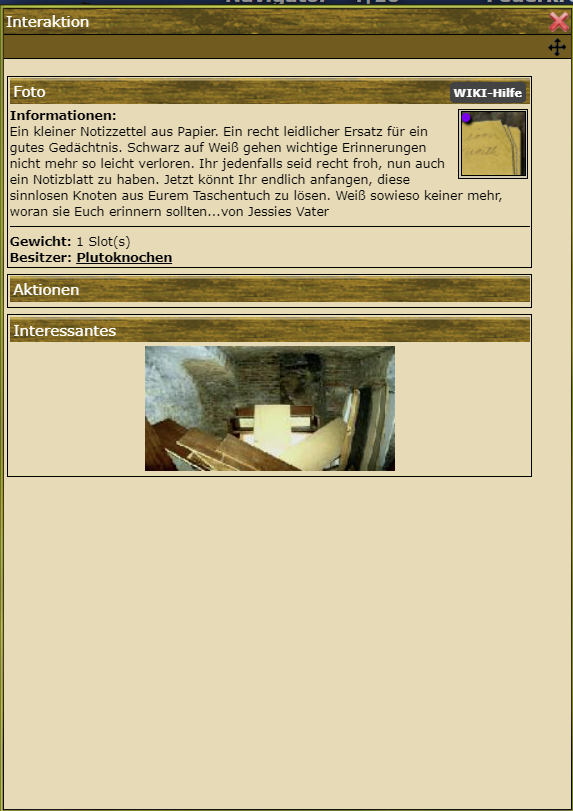 Interaktion
Foto
WIKI-Hilfe
Informationen:
Ein kleiner Notizzettel aus Papier. Ein recht leidlicher Ersatz für ein
gutes Gedächtnis. Schwarz auf Weiß gehen wichtige Erinnerungen
nicht mehr so leicht verloren. Ihr jedenfalls seid recht froh, nun auch
ein Notizblatt zu haben. Jetzt könnt Ihr endlich anfangen, diese
sinnlosen Knoten aus Eurem Taschentuch zu lösen. Weiß sowieso keiner mehr,
woran sie Euch erinnern sollten...von Jessies Vater
Gewicht: 1 Slot(s)
Besitzer: Plutoknochen
Aktionen
Interessantes